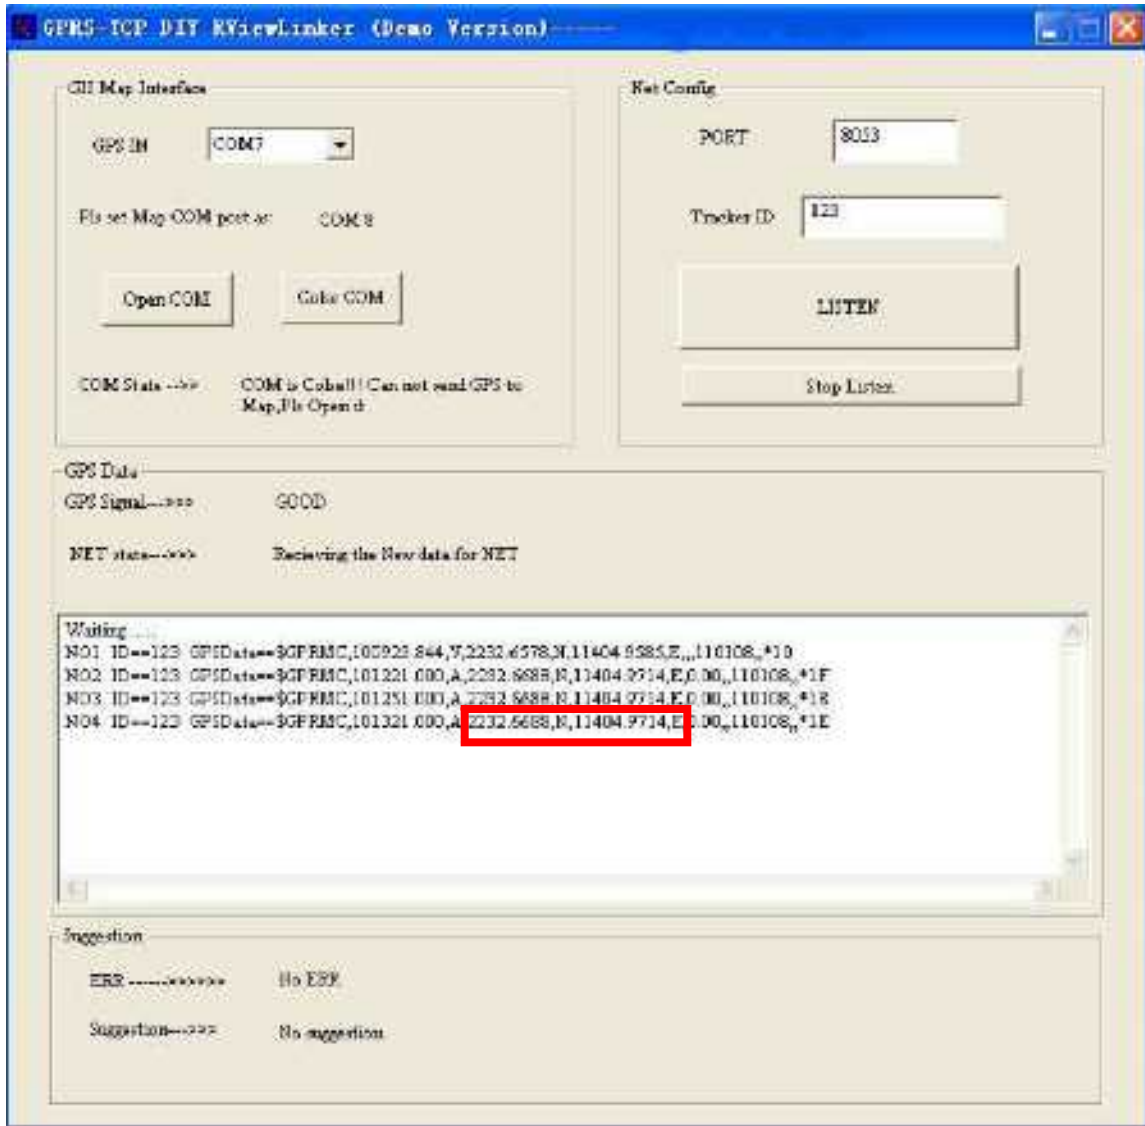 GPRS-TCP DIY RViewLinker (Demo Version)------
Map Interface
GPS IN
COM7
Pls set Map COM port as:
COM 8
Open COM
COM
COM State -->>
COM is !!! Can not send GPS to
Map,Pls Open it
Net Config
PORT
8053
Tracker ID
123
LISTEN
Stop Listen
GPS Data
GPS Signal--->>>
GOOD
NET state--->>>
Recieving the New data for NET
Waiting.....
NO1 ID==123 GPSData==$GPRMC,100923.844,V,2232.6578,N,11404.9585,E,,,110108,,*10
NO2 ID==123 GPSData==$GPRMC,101221.000,A,2232.6688,N,11404.9714,E,0.00,,110108,,*1F
NO3 ID==123 GPSData==$GPRMC,101251.000,A,2232.6688,N,11404.9714,E,0.00,,110108,,*18
NO4 ID==123 GPSData==$GPRMC,101321.000,A,2232.6688,N,11404.9714,E,0.00,,110108,,*1E
Suggestion
ERR ------>>>>>>
No ERR
Suggestion--->>>
No suggestion